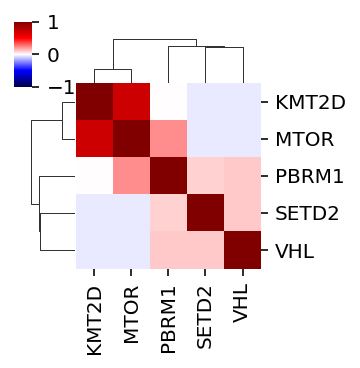 1
0
−1
KMT2D
MTOR
PBRM1
SETD2
VHL
KMT2D
MTOR
PBRM1
SETD2
VHL